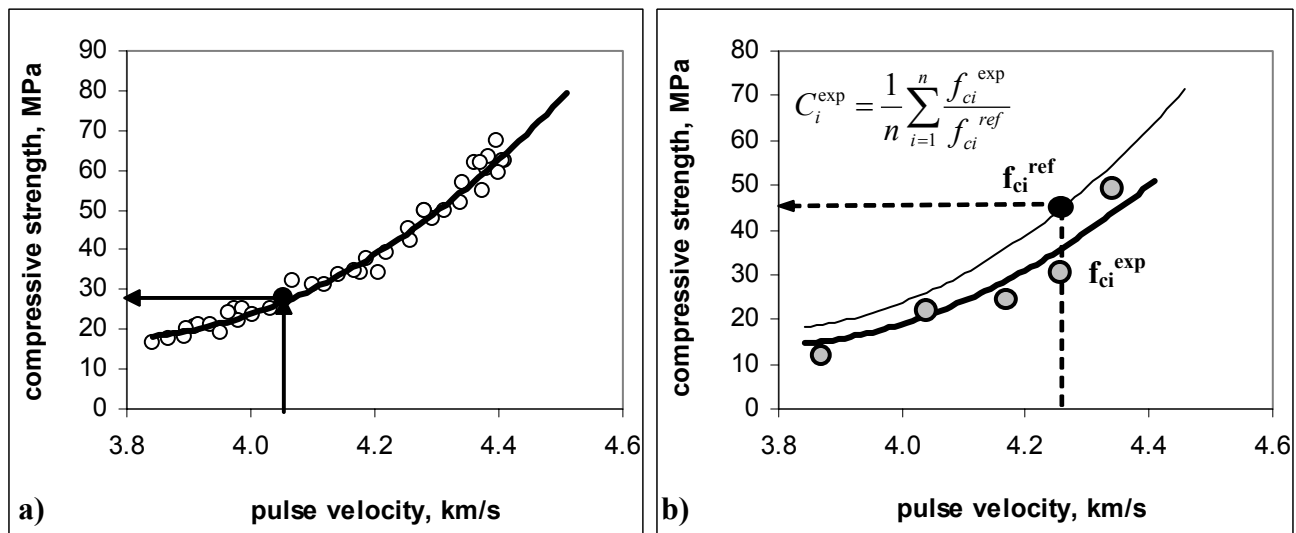 compressive strength, MPa
90
80
70
60
50
40
30
20
10
0
3.8 4.0 4.2 4.4 4.6
pulse velocity, km/s
a)
compressive strength, MPa
80
70
60
50
40
30
20
10
0
C_i^exp = 1/n ∑_{i=1}^{n} f_ci^exp / f_ci^ref
f_ci^ref
f_ci^exp
3.8 4.0 4.2 4.4 4.6
pulse velocity, km/s
b)